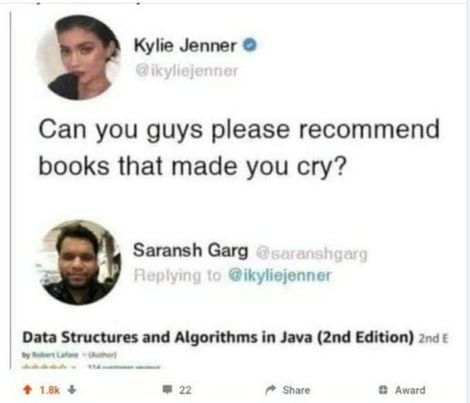 Kylie Jenner
@ikyliejenner
Can you guys please recommend
books that made you cry?
Saransh Garg @saranshgarg
Replying to @ikyliejenner
Data Structures and Algorithms in Java (2nd Edition) 2nd E
by Robert Lafore (Author)
1.8k 22 Share Award